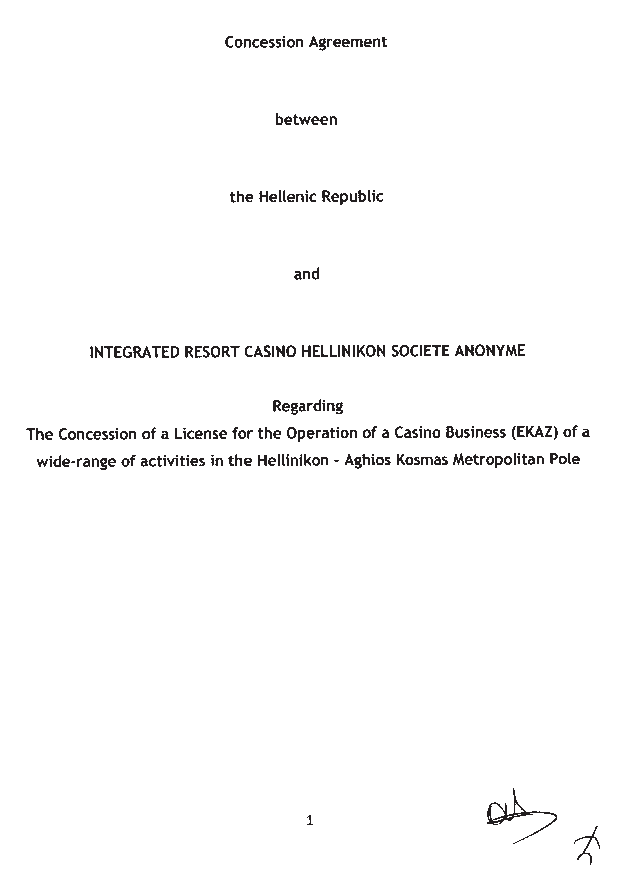 Concession Agreement
between
the Hellenic Republic
and
INTEGRATED RESORT CASINO HELLINIKON SOCIETE ANONYME
Regarding
The Concession of a License for the Operation of a Casino Business (EKAZ) of a
wide-range of activities in the Hellinikon - Aghios Kosmas Metropolitan Pole
1